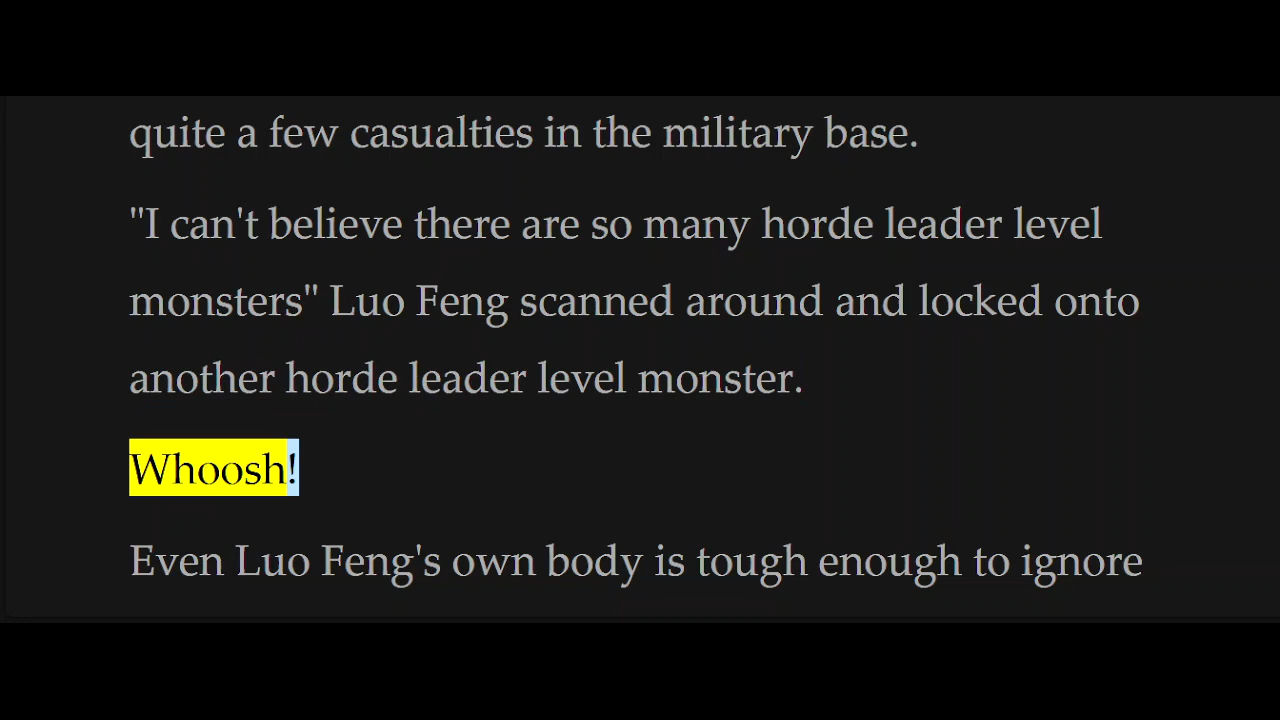 quite a few casualties in the military base.
"I can't believe there are so many horde leader level
monsters" Luo Feng scanned around and locked onto
another horde leader level monster.
Whoosh!
Even Luo Feng's own body is tough enough to ignore